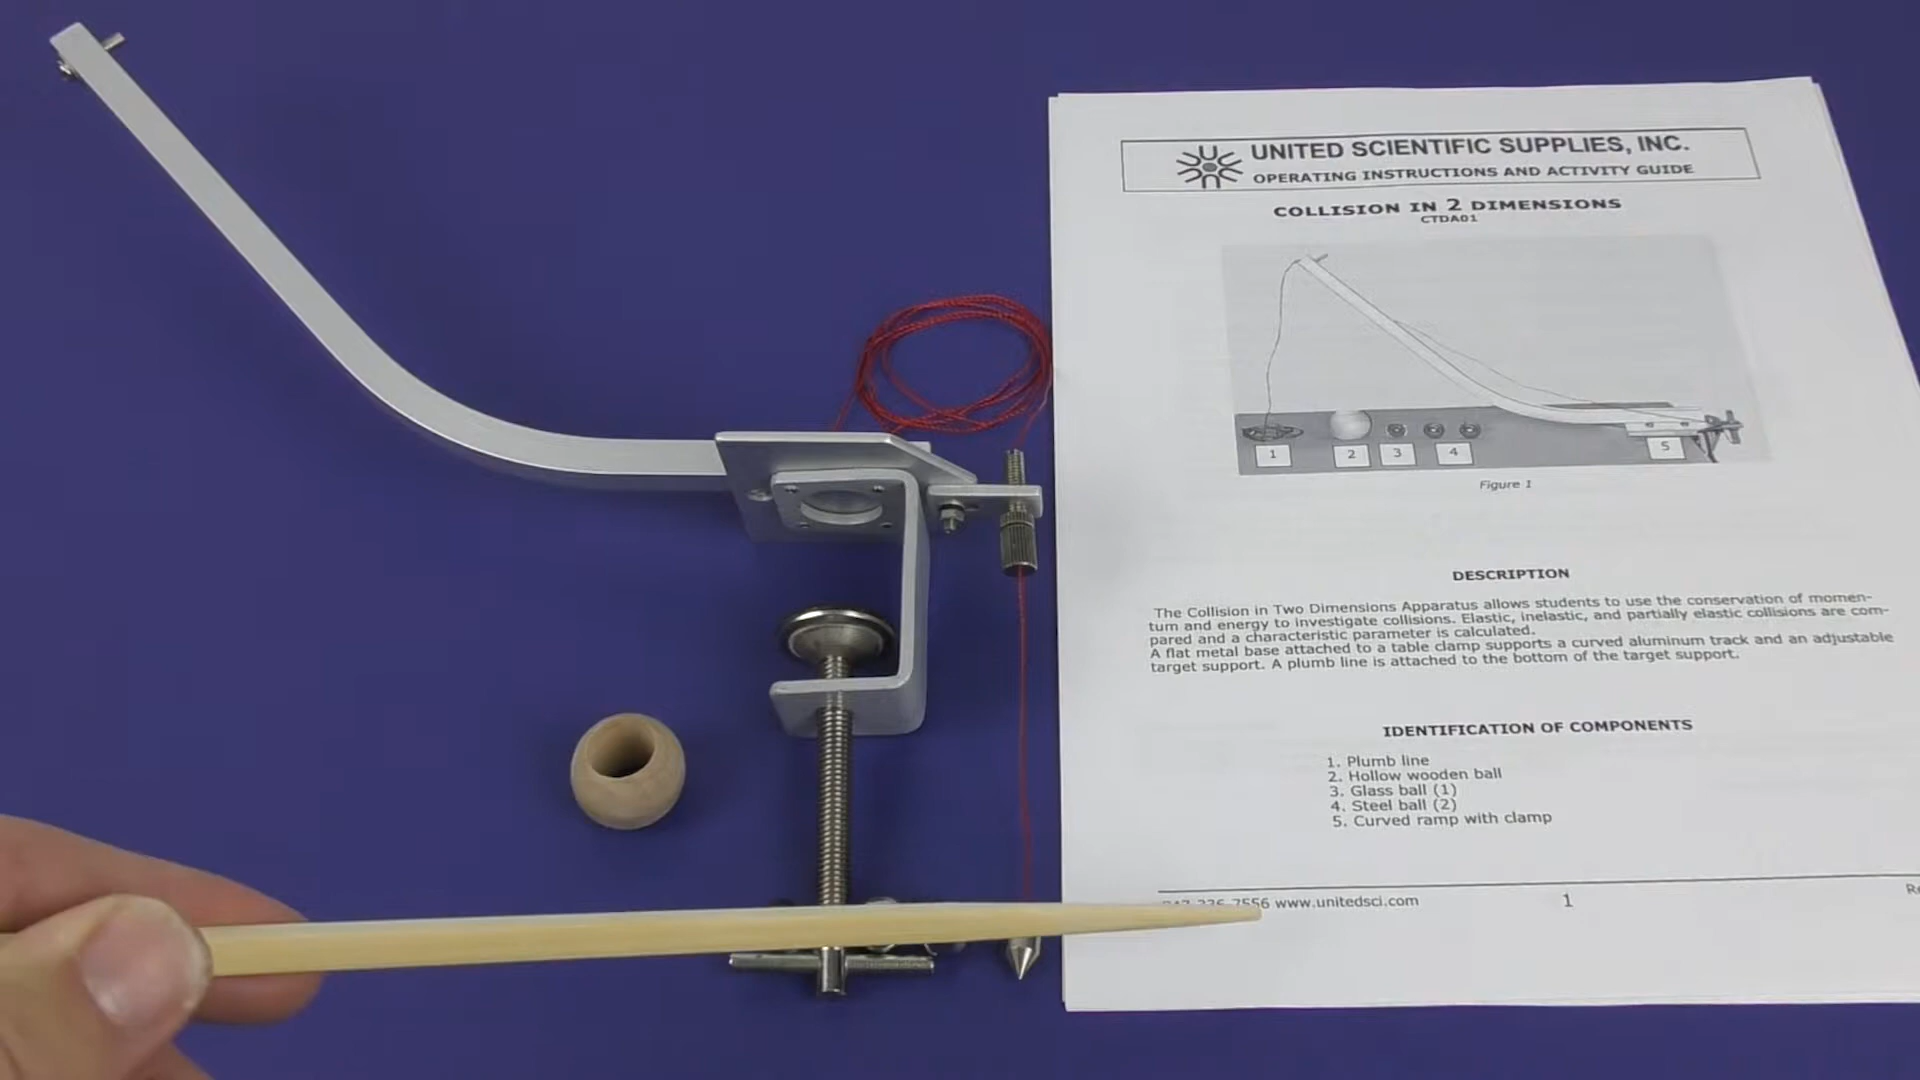 UNITED SCIENTIFIC SUPPLIES, INC.
OPERATING INSTRUCTIONS AND ACTIVITY GUIDE
COLLISION IN 2 DIMENSIONS
CTDA01
1 2 3 4 5
Figure 1
DESCRIPTION
The Collision in Two Dimensions Apparatus allows students to use the conservation of momen-
tum and energy to investigate collisions. Elastic, inelastic, and partially elastic collisions are com-
pared and a characteristic parameter is calculated.
A flat metal base attached to a table clamp supports a curved aluminum track and an adjustable
target support. A plumb line is attached to the bottom of the target support.
IDENTIFICATION OF COMPONENTS
1. Plumb line
2. Hollow wooden ball
3. Glass ball (1)
4. Steel ball (2)
5. Curved ramp with clamp
7556 www.unitedsci.com 1